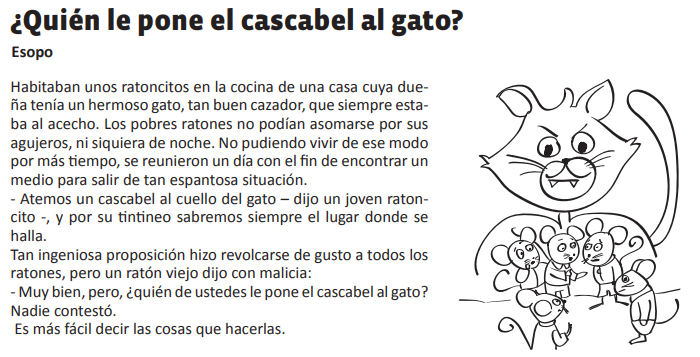 ¿Quién le pone el cascabel al gato?
Esopo
Habitaban unos ratoncitos en la cocina de una casa cuya due-
ña tenía un hermoso gato, tan buen cazador, que siempre esta-
ba al acecho. Los pobres ratones no podían asomarse por sus
agujeros, ni siquiera de noche. No pudiendo vivir de ese modo
por más tiempo, se reunieron un día con el fin de encontrar un
medio para salir de tan espantosa situación.
- Atemos un cascabel al cuello del gato – dijo un joven raton-
cito -, y por su tintineo sabremos siempre el lugar donde se
halla.
Tan ingeniosa proposición hizo revolcarse de gusto a todos los
ratones, pero un ratón viejo dijo con malicia:
- Muy bien, pero, ¿quién de ustedes le pone el cascabel al gato?
Nadie contestó.
Es más fácil decir las cosas que hacerlas.